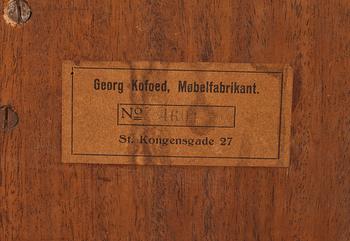 Georg Kofoed, Møbelfabrikant.
No
St. Kongensgade 27